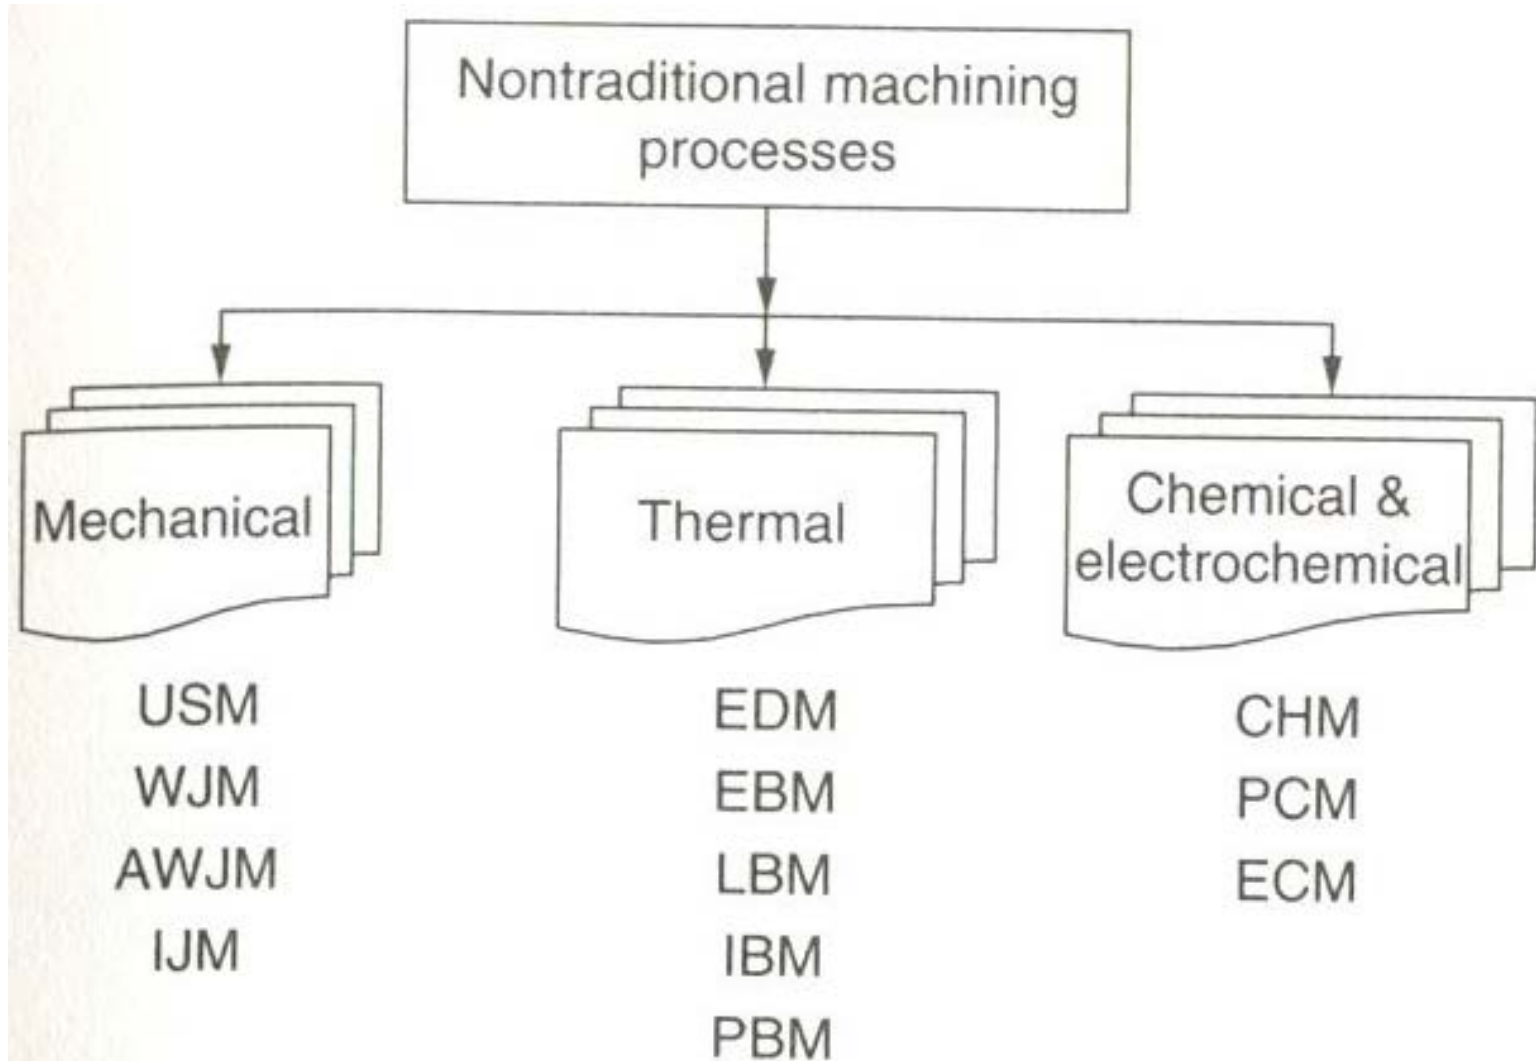 Nontraditional machining
processes
Mechanical
Thermal
Chemical &
electrochemical
USM
WJM
AWJM
IJM
EDM
EBM
LBM
IBM
PBM
CHM
PCM
ECM